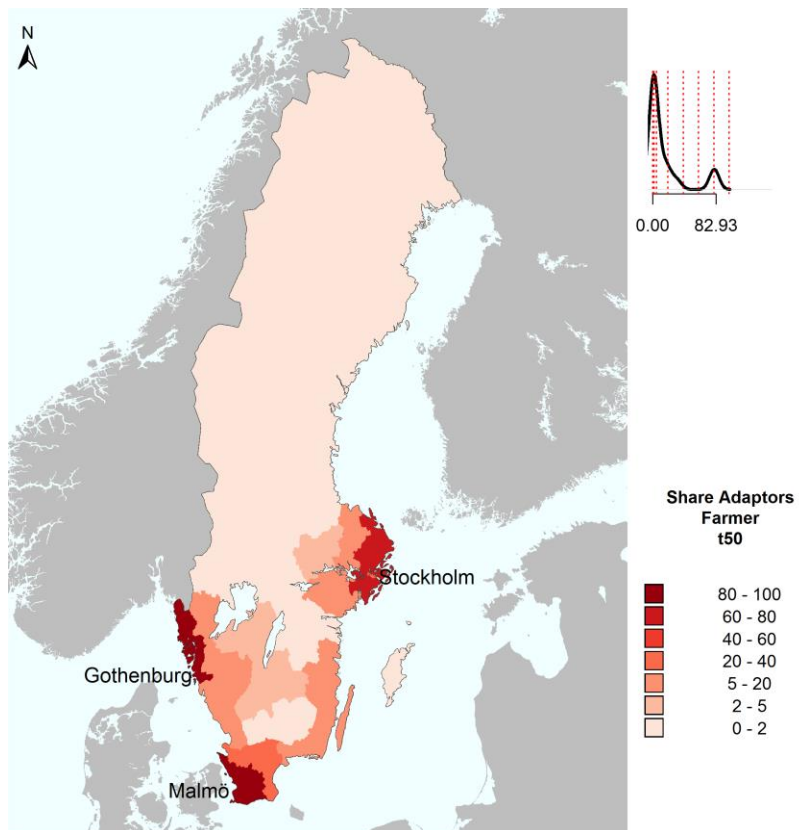 N
0.00 82.93
Stockholm
Gothenburg
Malmö
Share Adaptors
Farmer
t50
80 - 100
60 - 80
40 - 60
20 - 40
5 - 20
2 - 5
0 - 2